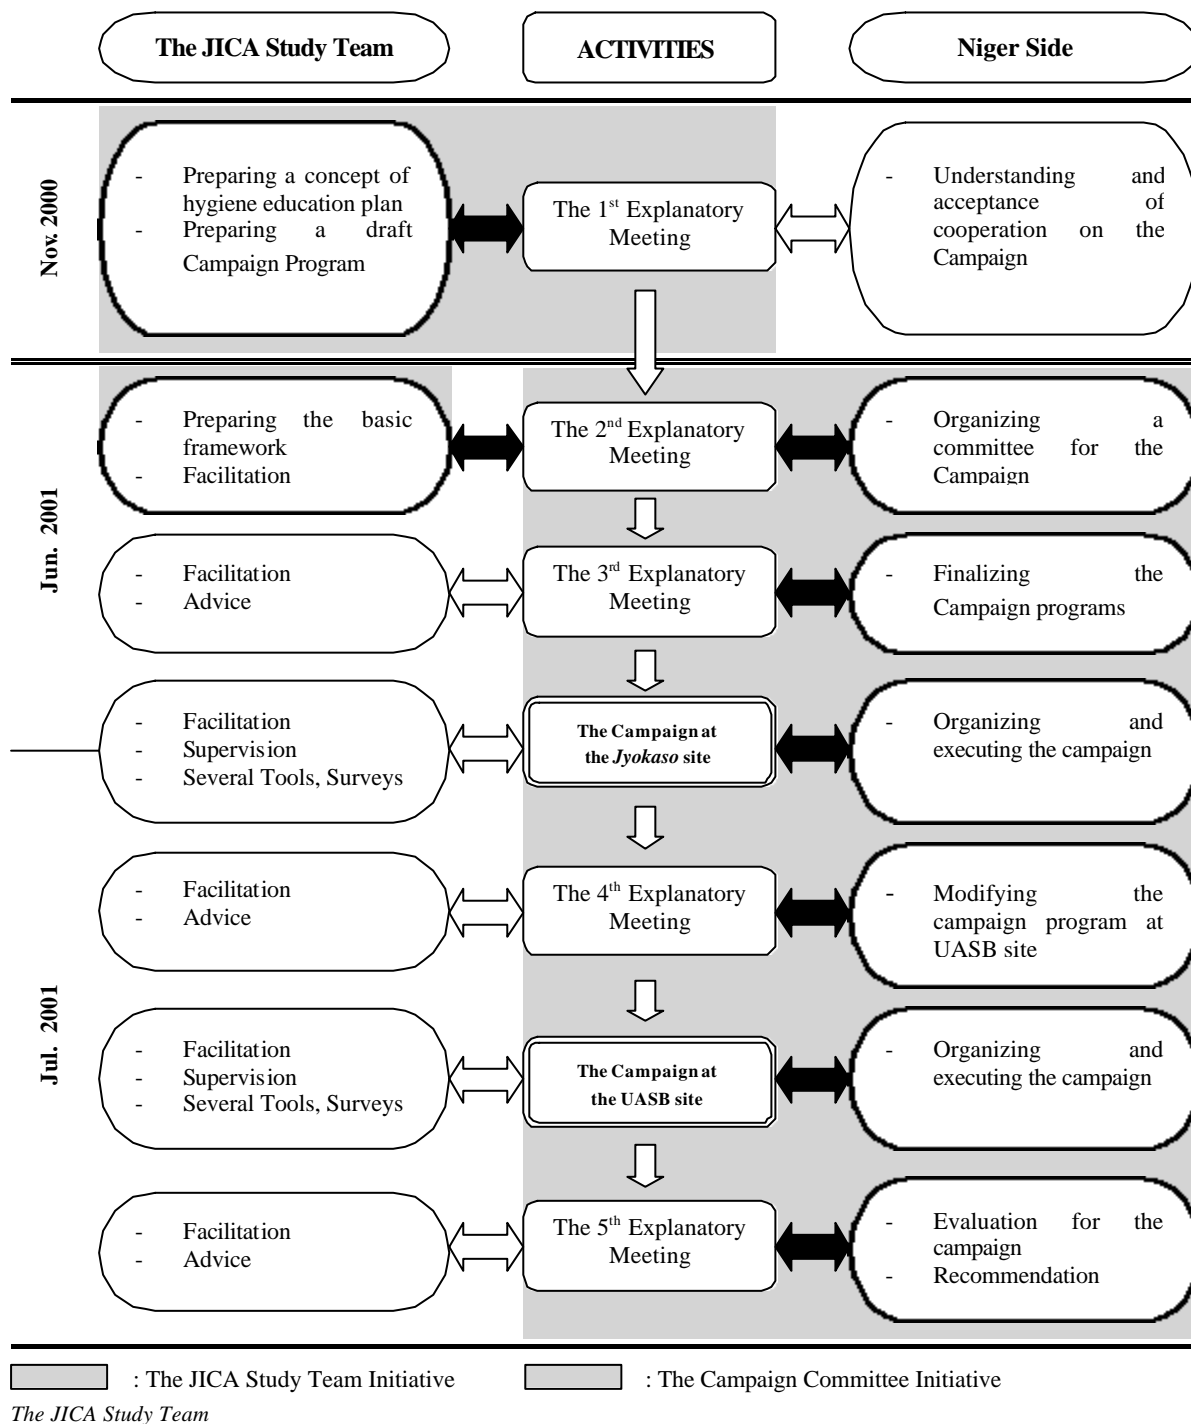 The JICA Study Team
ACTIVITIES
Niger Side
Nov. 2000
- Preparing a concept of
hygiene education plan
- Preparing a draft
Campaign Program
The 1st Explanatory
Meeting
- Understanding and
acceptance of
cooperation on the
Campaign
Jun. 2001
- Preparing the basic
framework
- Facilitation
The 2nd Explanatory
Meeting
- Organizing a
committee for the
Campaign
- Facilitation
- Advice
The 3rd Explanatory
Meeting
- Finalizing the
Campaign programs
- Facilitation
- Supervision
- Several Tools, Surveys
The Campaign at
the Jyokaso site
- Organizing and
executing the campaign
Jul. 2001
- Facilitation
- Advice
The 4th Explanatory
Meeting
- Modifying the
campaign program at
UASB site
- Facilitation
- Supervision
- Several Tools, Surveys
The Campaign at
the UASB site
- Organizing and
executing the campaign
- Facilitation
- Advice
The 5th Explanatory
Meeting
- Evaluation for the
campaign
- Recommendation
: The JICA Study Team Initiative
: The Campaign Committee Initiative
The JICA Study Team